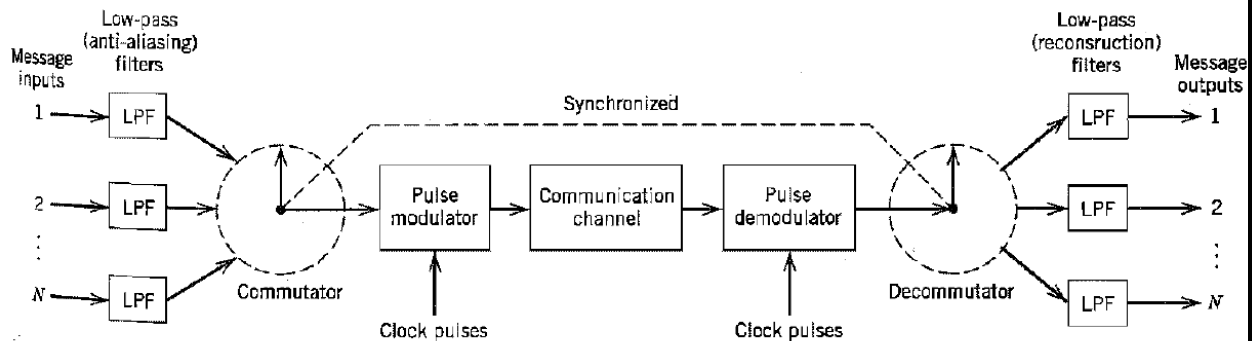 Low-pass
(anti-aliasing)
filters
Message
inputs
1
LPF
2
LPF
⋮
N
LPF
Commutator
Synchronized
Pulse
modulator
Clock pulses
Communication
channel
Pulse
demodulator
Clock pulses
Decommutator
Low-pass
(reconsruction)
filters
Message
outputs
LPF
1
LPF
2
⋮
LPF
N